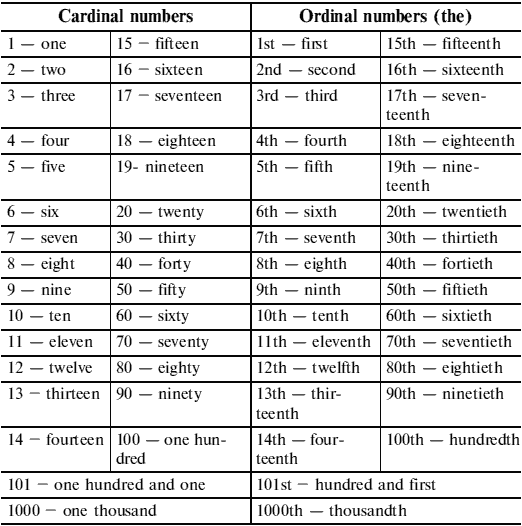 Cardinal numbers Ordinal numbers (the)
1 — one 15 – fifteen 1st — first 15th — fifteenth
2 — two 16 – sixteen 2nd — second 16th — sixteenth
3 — three 17 – seventeen 3rd — third 17th — seven-
teenth
4 — four 18 — eighteen 4th — fourth 18th — eighteenth
5 — five 19- nineteen 5th — fifth 19th — nine-
teenth
6 — six 20 — twenty 6th — sixth 20th — twentieth
7 — seven 30 — thirty 7th — seventh 30th — thirtieth
8 — eight 40 — forty 8th — eighth 40th — fortieth
9 — nine 50 — fifty 9th — ninth 50th — fiftieth
10 — ten 60 — sixty 10th — tenth 60th — sixtieth
11 — eleven 70 — seventy 11th — eleventh 70th — seventieth
12 — twelve 80 — eighty 12th — twelfth 80th — eightieth
13 – thirteen 90 — ninety 13th — thir-
teenth 90th — ninetieth
14 – fourteen 100 — one hun-
dred 14th — four-
teenth 100th — hundredth
101 – one hundred and one 101st – hundred and first
1000 – one thousand 1000th — thousandth